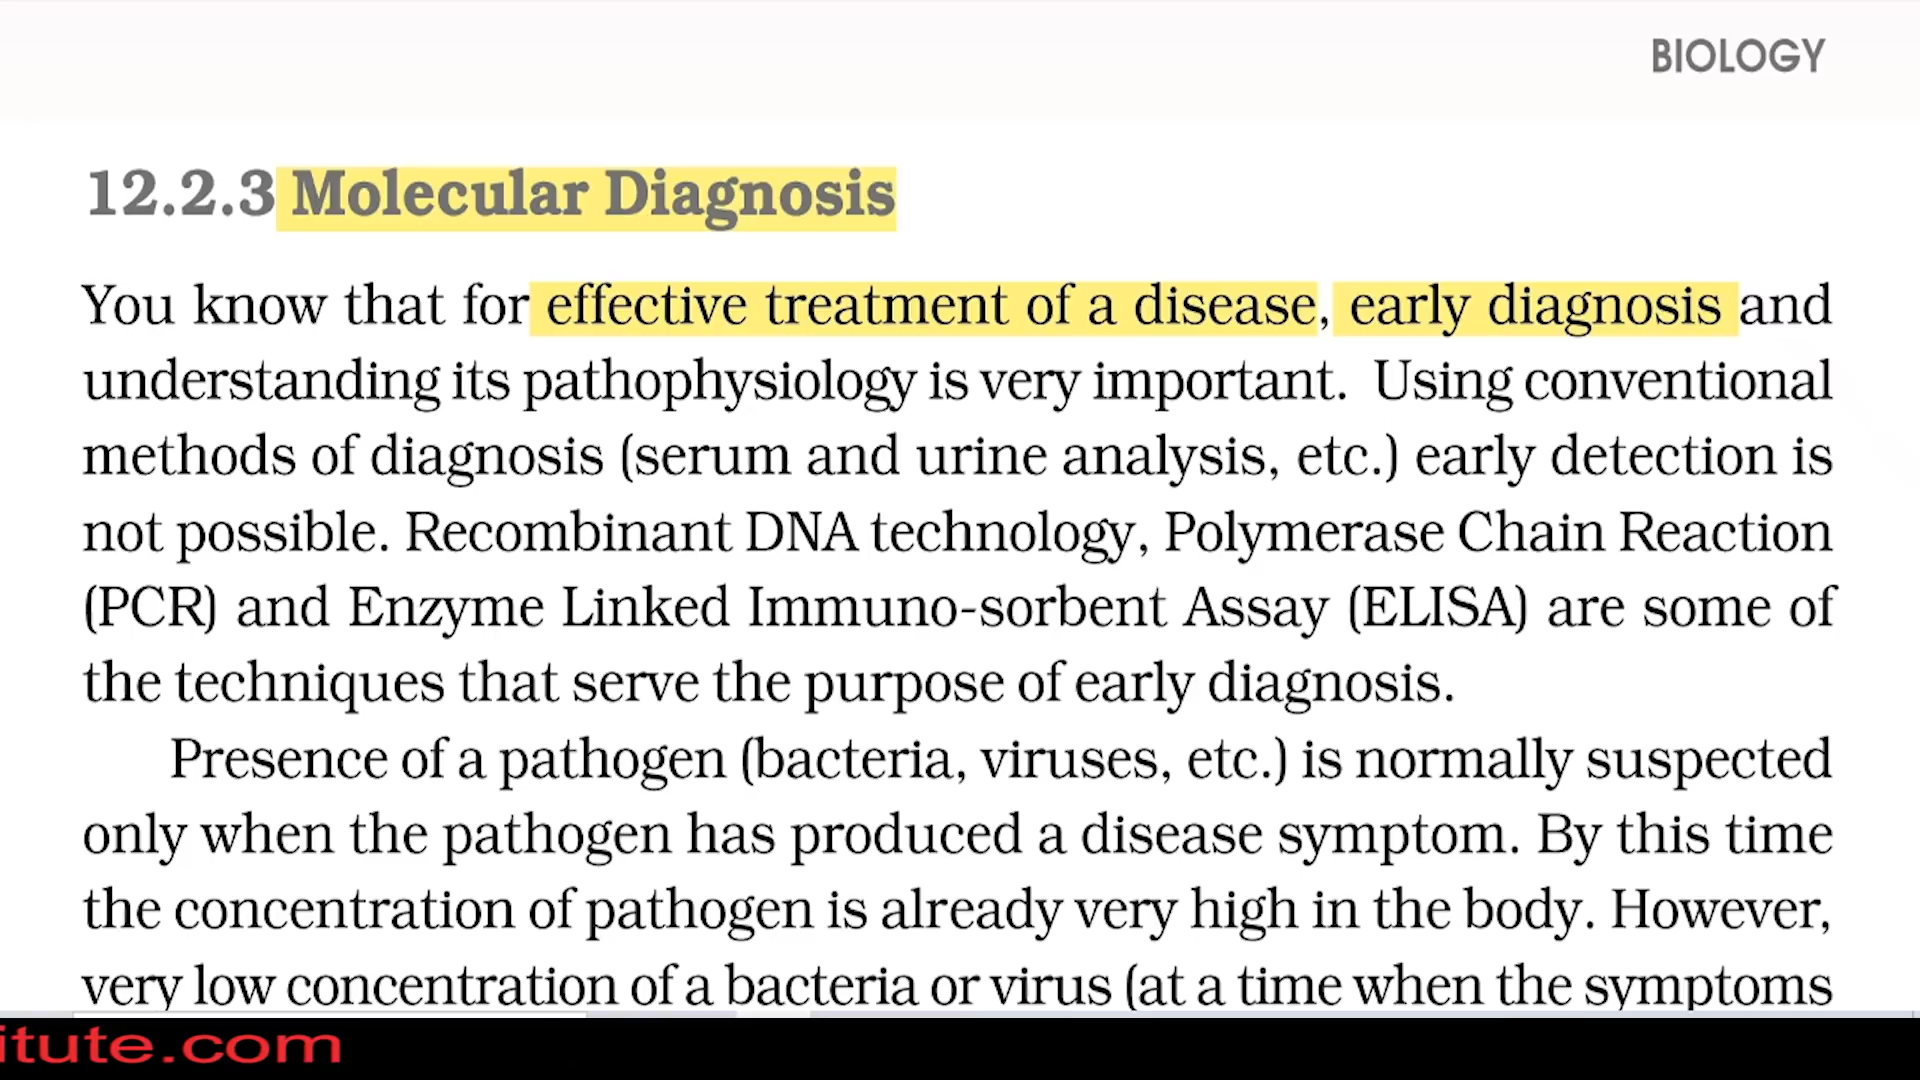 BIOLOGY
12.2.3 Molecular Diagnosis
You know that for effective treatment of a disease, early diagnosis and
understanding its pathophysiology is very important. Using conventional
methods of diagnosis (serum and urine analysis, etc.) early detection is
not possible. Recombinant DNA technology, Polymerase Chain Reaction
(PCR) and Enzyme Linked Immuno-sorbent Assay (ELISA) are some of
the techniques that serve the purpose of early diagnosis.
Presence of a pathogen (bacteria, viruses, etc.) is normally suspected
only when the pathogen has produced a disease symptom. By this time
the concentration of pathogen is already very high in the body. However,
very low concentration of a bacteria or virus (at a time when the symptoms
itute.com